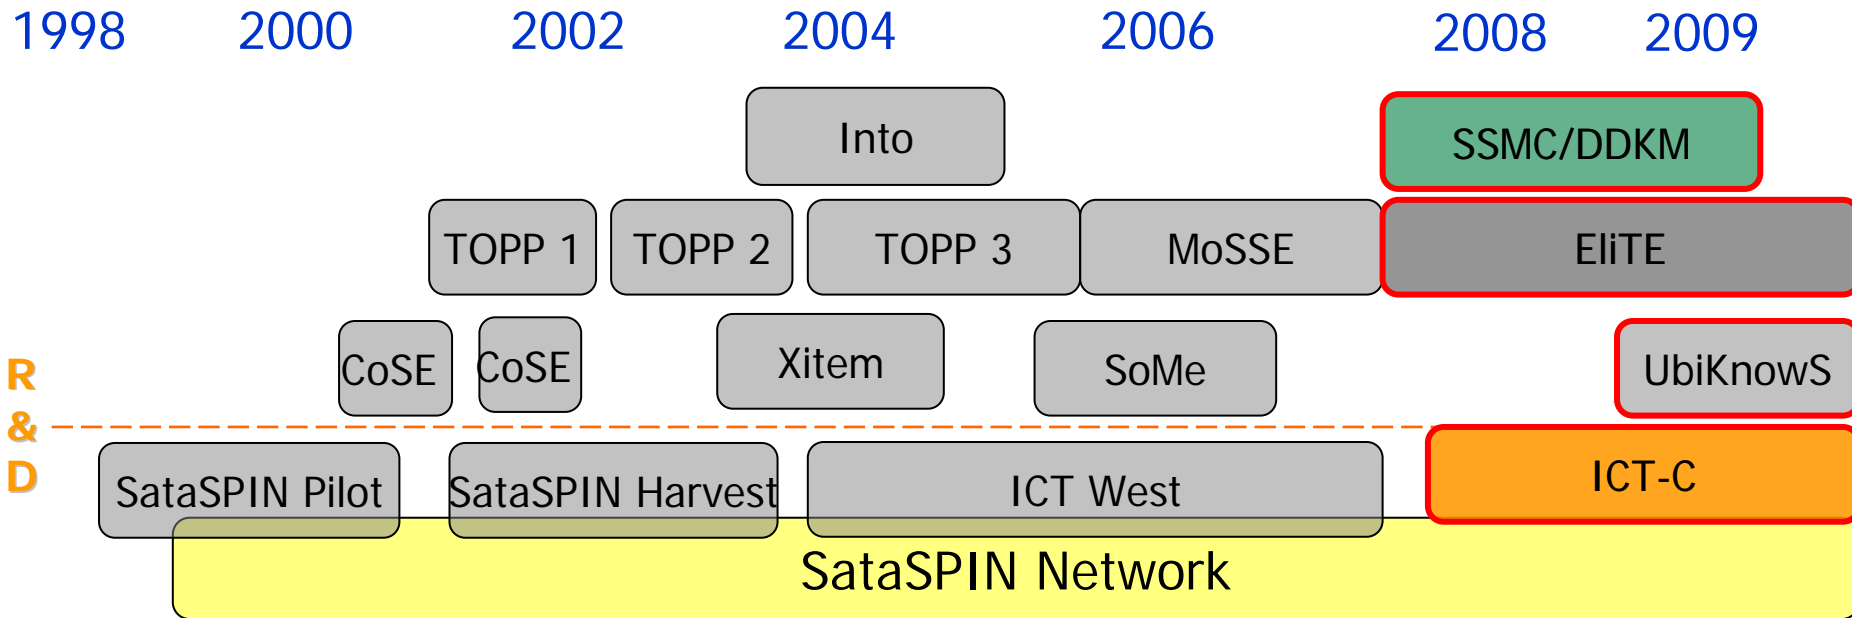 1998 2000 2002 2004 2006 2008 2009
Into SSMC/DDKM
TOPP 1 TOPP 2 TOPP 3 MoSSE EliTE
CoSE CoSE Xitem SoMe UbiKnowS
R
&
D
SataSPIN Pilot SataSPIN Harvest ICT West ICT-C
SataSPIN Network